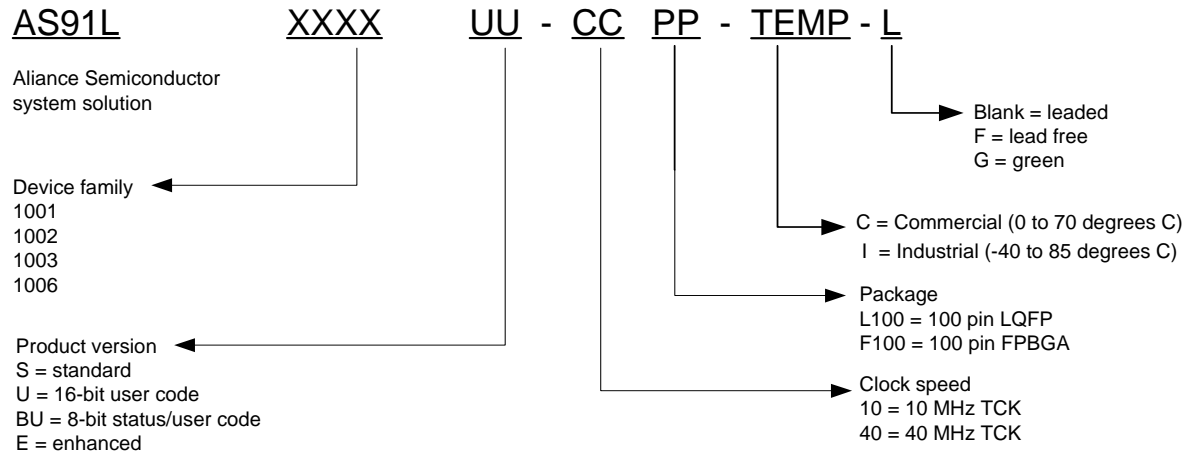 AS91L XXXX UU - CC PP - TEMP - L
Aliance Semiconductor
system solution
Blank = leaded
F = lead free
G = green
Device family
1001
1002
1003
1006
C = Commercial (0 to 70 degrees C)
I = Industrial (-40 to 85 degrees C)
Package
L100 = 100 pin LQFP
F100 = 100 pin FPBGA
Product version
S = standard
U = 16-bit user code
BU = 8-bit status/user code
E = enhanced
Clock speed
10 = 10 MHz TCK
40 = 40 MHz TCK